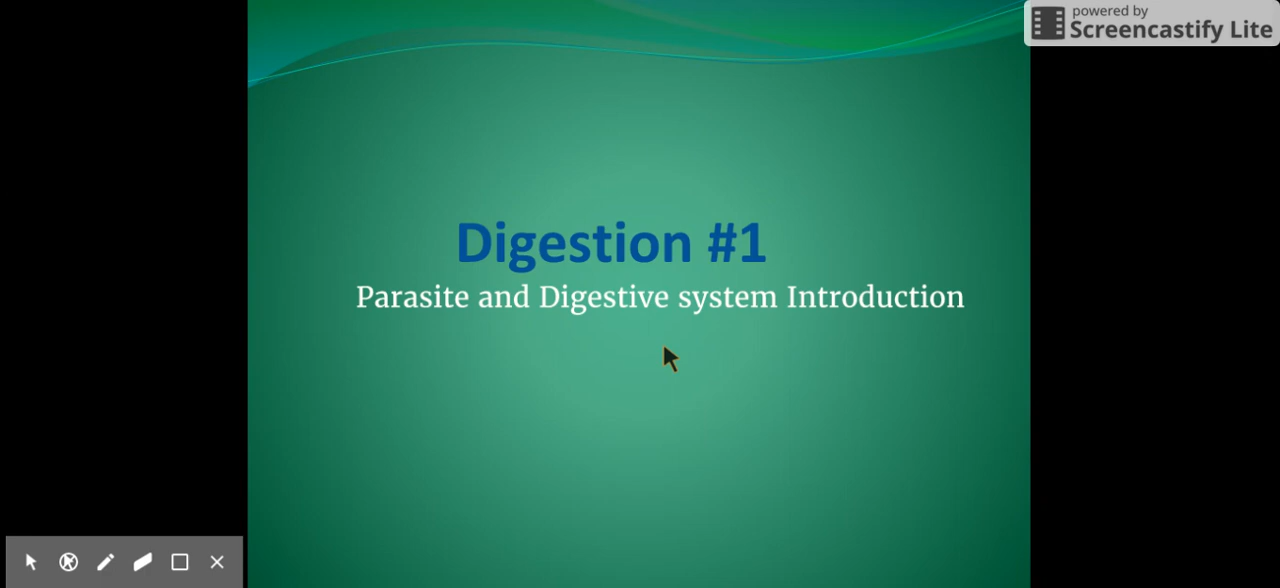 powered by
Screencastify Lite
Digestion #1
Parasite and Digestive system Introduction